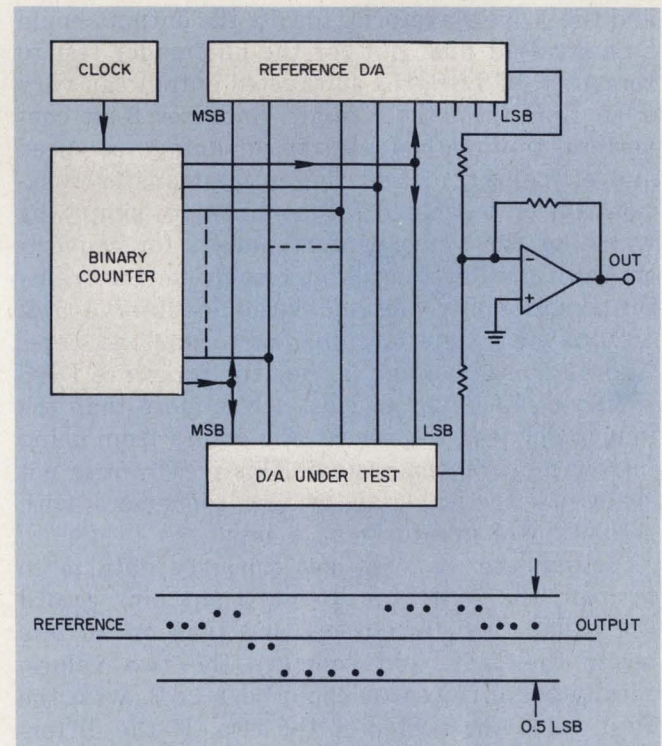 CLOCK
REFERENCE D/A
MSB
LSB
BINARY
COUNTER
−
+
OUT
MSB
LSB
D/A UNDER TEST
REFERENCE
OUTPUT
0.5 LSB